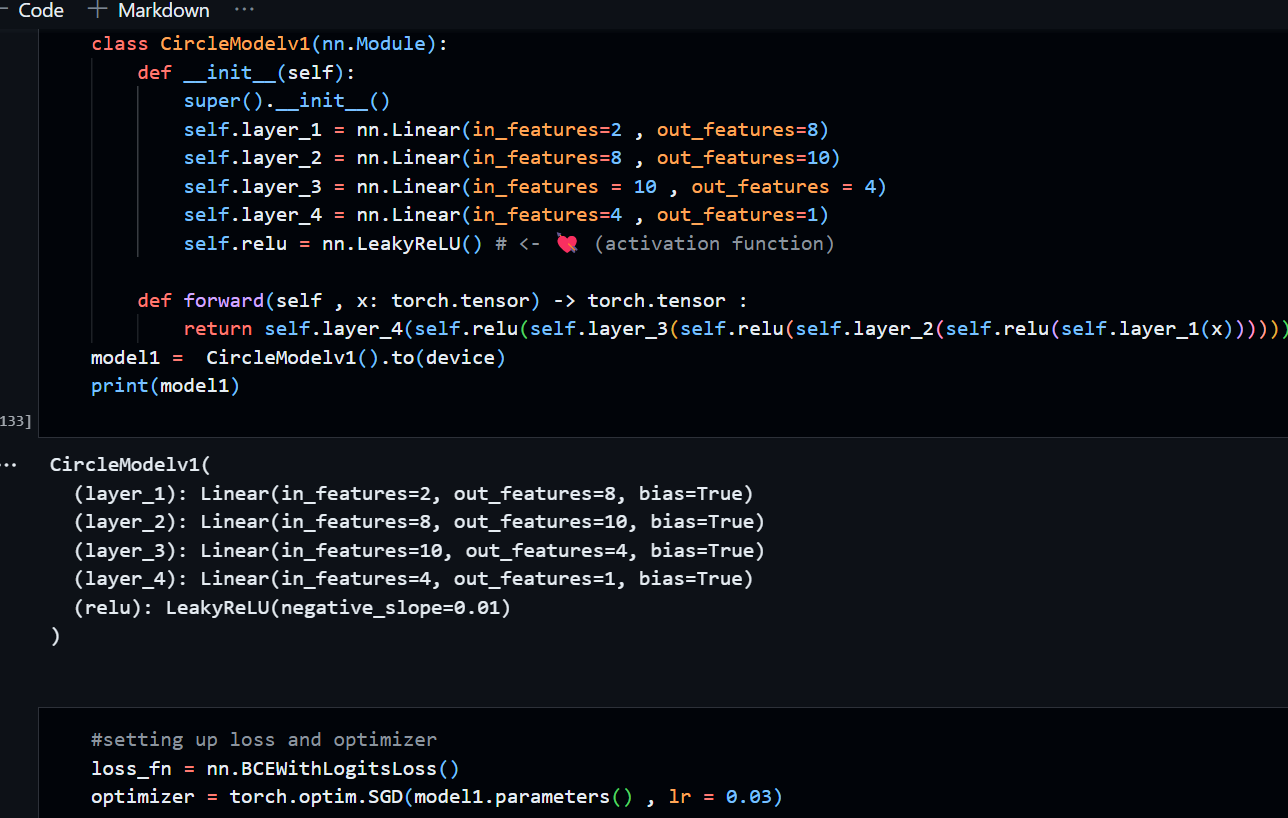 Code + Markdown ...
class CircleModelv1(nn.Module):
def __init__(self):
super().__init__()
self.layer_1 = nn.Linear(in_features=2 , out_features=8)
self.layer_2 = nn.Linear(in_features=8 , out_features=10)
self.layer_3 = nn.Linear(in_features = 10 , out_features = 4)
self.layer_4 = nn.Linear(in_features=4 , out_features=1)
self.relu = nn.LeakyReLU() # <- 💘 (activation function)
def forward(self , x: torch.tensor) -> torch.tensor :
return self.layer_4(self.relu(self.layer_3(self.relu(self.layer_2(self.relu(self.layer_1(x))))))
model1 =  CircleModelv1().to(device)
print(model1)
133]
...
CircleModelv1(
(layer_1): Linear(in_features=2, out_features=8, bias=True)
(layer_2): Linear(in_features=8, out_features=10, bias=True)
(layer_3): Linear(in_features=10, out_features=4, bias=True)
(layer_4): Linear(in_features=4, out_features=1, bias=True)
(relu): LeakyReLU(negative_slope=0.01)
)
#setting up loss and optimizer
loss_fn = nn.BCEWithLogitsLoss()
optimizer = torch.optim.SGD(model1.parameters() , lr = 0.03)